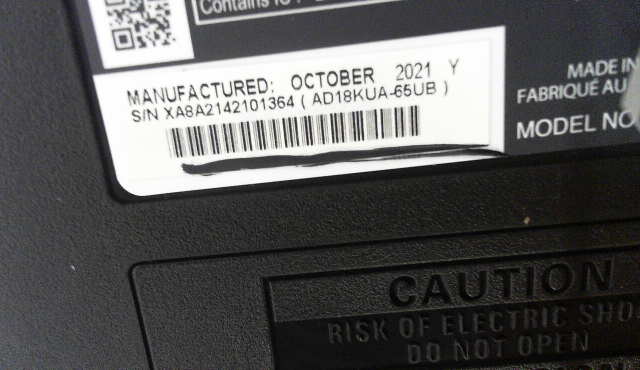 Contains
MANUFACTURED: OCTOBER 2021 Y
S/N XA8A2142101364 ( AD18KUA-65UB )
MADE IN
FABRIQUÉ AU
MODEL NO
CAUTION
RISK OF ELECTRIC SHO
DO NOT OPEN